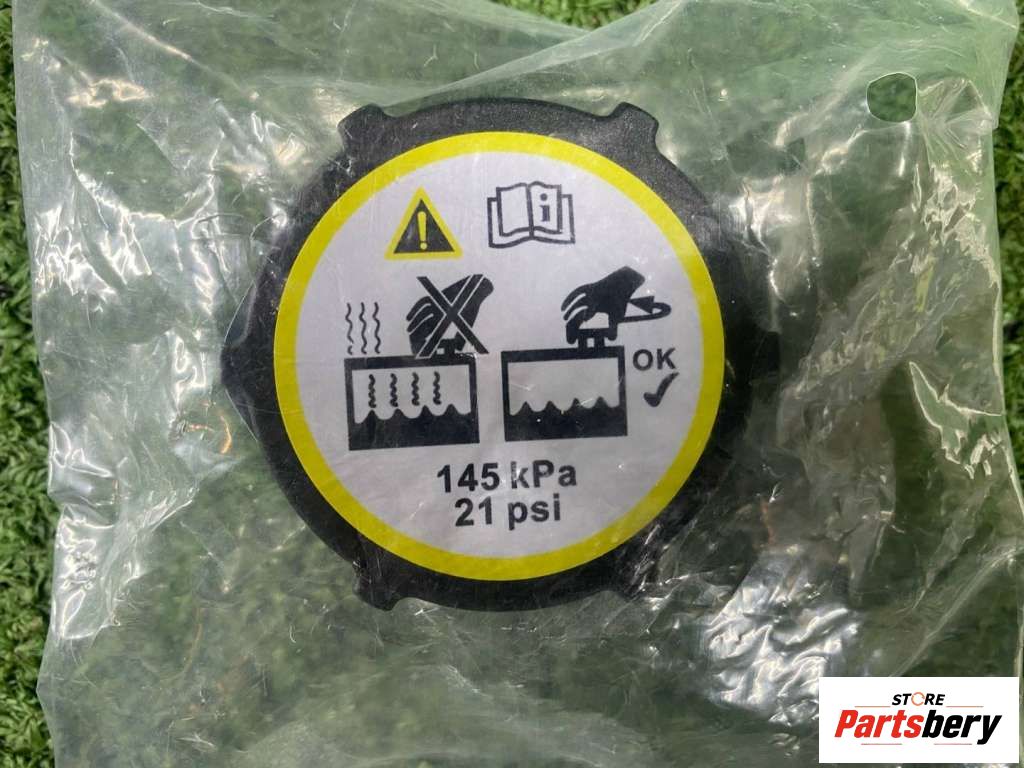 i
OK
145 kPa
21 psi
STORE
Partsbery